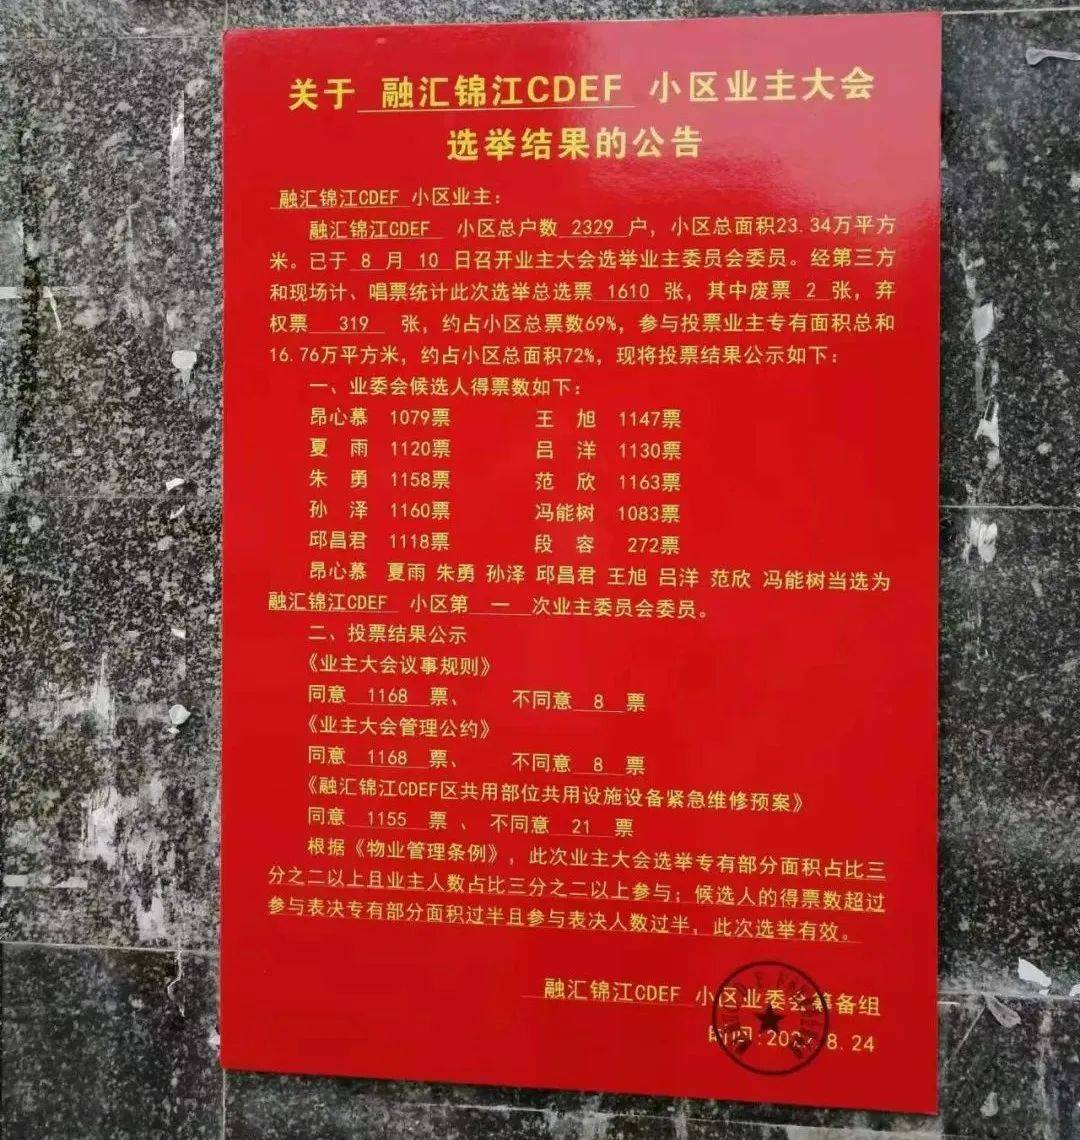 关于 融汇锦江CDEF 小区业主大会
选举结果的公告
融汇锦江CDEF 小区业主：
融汇锦江CDEF 小区总户数 2329 户，小区总面积23.34万平方
米。已于 8 月 10 日召开业主大会选举业主委员会委员。经第三方
和现场计、唱票统计此次选举总选票 1610 张，其中废票 2 张，弃
权票 319 张，约占小区总票数69%，参与投票业主专有面积总和
16.76万平方米，约占小区总面积72%，现将投票结果公示如下：
一、业委会候选人得票数如下：
昂心慕 1079票 王 旭 1147票
夏 雨 1120票 吕 洋 1130票
朱 勇 1158票 范 欣 1163票
孙 泽 1160票 冯能树 1083票
邱昌君 1118票 段 容 272票
昂心慕 夏雨 朱勇 孙泽 邱昌君 王旭 吕洋 范欣 冯能树当选为
融汇锦江CDEF 小区第 一 次业主委员会委员。
二、投票结果公示
《业主大会议事规则》
同意 1168 票、 不同意 8 票
《业主大会管理公约》
同意 1168 票、 不同意 8 票
《融汇锦江CDEF区共用部位共用设施设备紧急维修预案》
同意 1155 票 、 不同意 21 票
根据《物业管理条例》，此次业主大会选举专有部分面积占比三
分之二以上且业主人数占比三分之二以上参与；候选人的得票数超过
参与表决专有部分面积过半且参与表决人数过半，此次选举有效。
融汇锦江CDEF 小区业委会筹备组
时间:202 .8.24